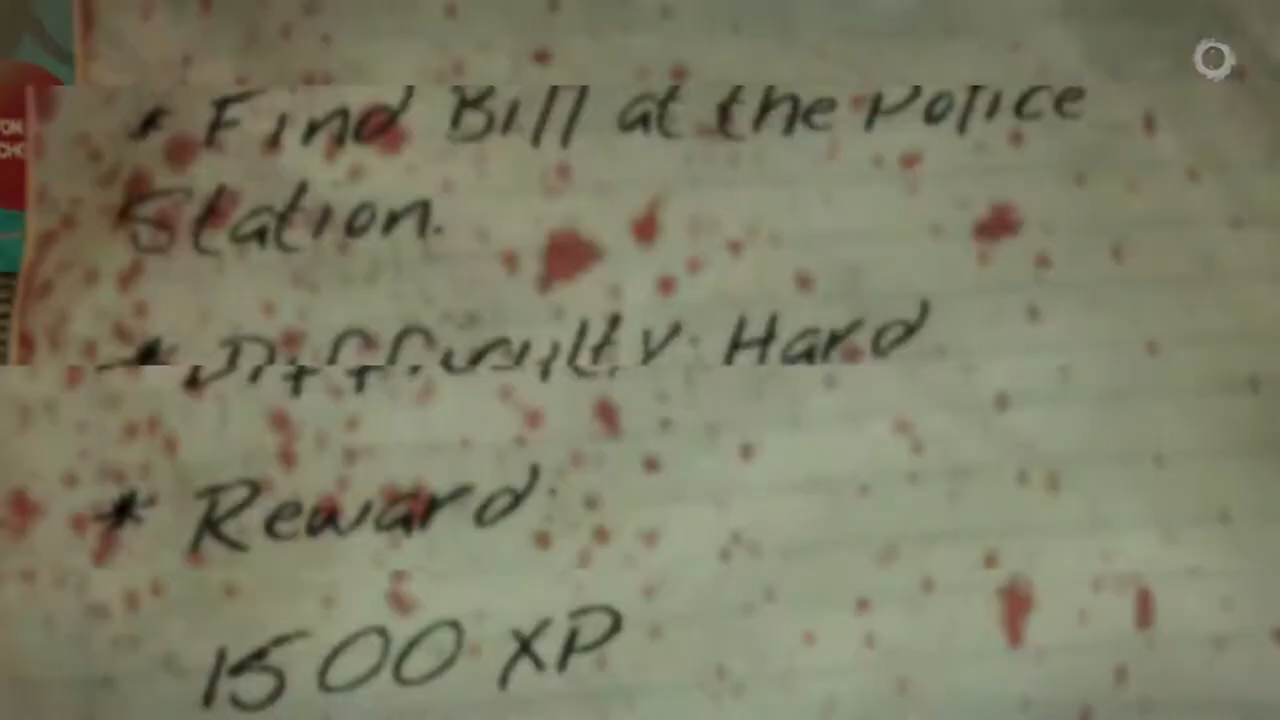 * Find Bill at the Police
Station.
* Difficulty: Hard
* Reward:
1500 XP